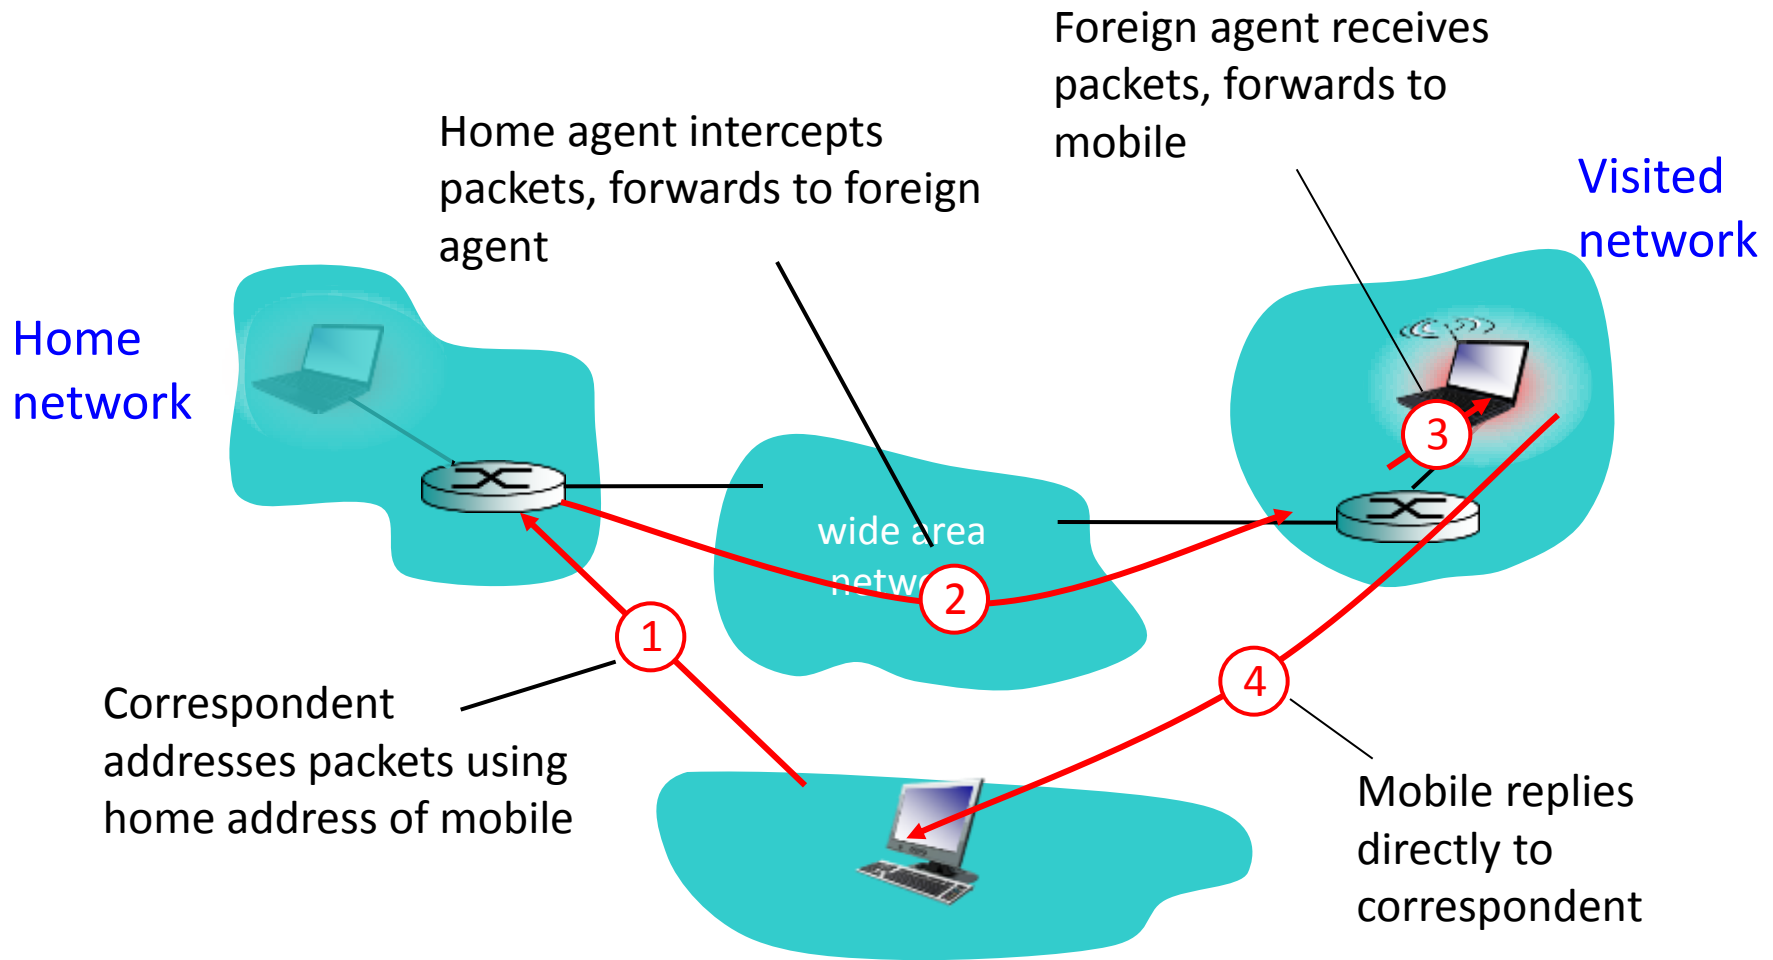 Foreign agent receives
packets, forwards to
mobile
Home agent intercepts
packets, forwards to foreign
agent
Visited
network
Home
network
wide area
network
3
2
1
4
Correspondent
addresses packets using
home address of mobile
Mobile replies
directly to
correspondent